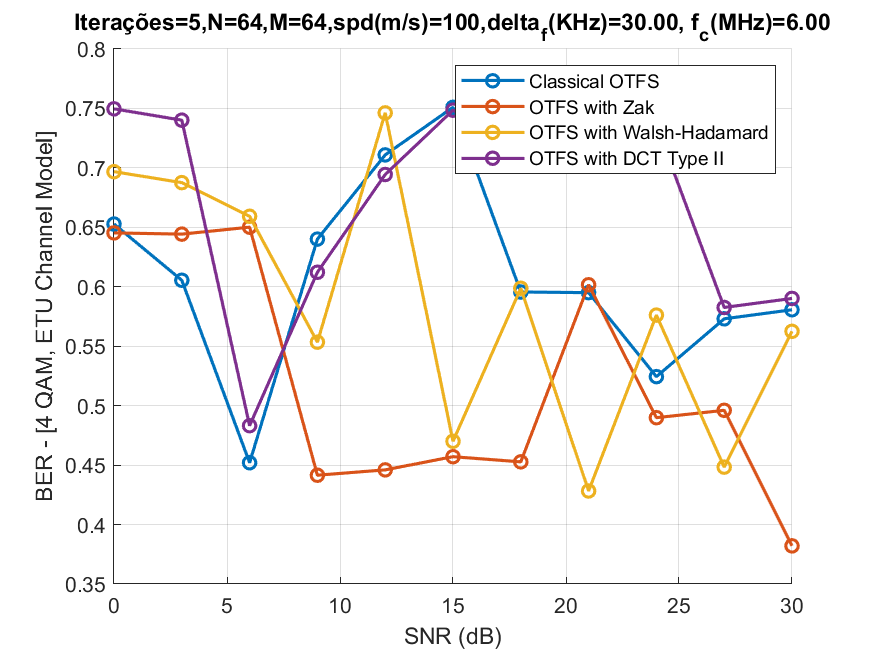 Iterações=5,N=64,M=64,spd(m/s)=100,delta_f(KHz)=30.00, f_c(MHz)=6.00
0.8
0.75
0.7
0.65
0.6
0.55
0.5
0.45
0.4
0.35
BER - [4 QAM, ETU Channel Model]
Classical OTFS
OTFS with Zak
OTFS with Walsh-Hadamard
OTFS with DCT Type II
0 5 10 15 20 25 30
SNR (dB)